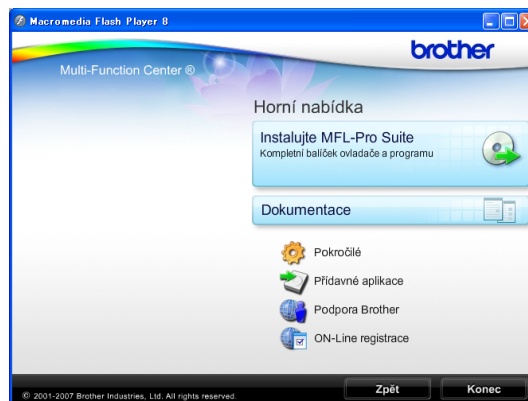 Macromedia Flash Player 8
brother
Multi-Function Center ®
Horní nabídka
Instalujte MFL-Pro Suite
Kompletní balíček ovladače a programu
Dokumentace
Pokročilé
Přídavné aplikace
Podpora Brother
ON-Line registrace
Zpět
Konec
© 2001-2007 Brother Industries, Ltd. All rights reserved.